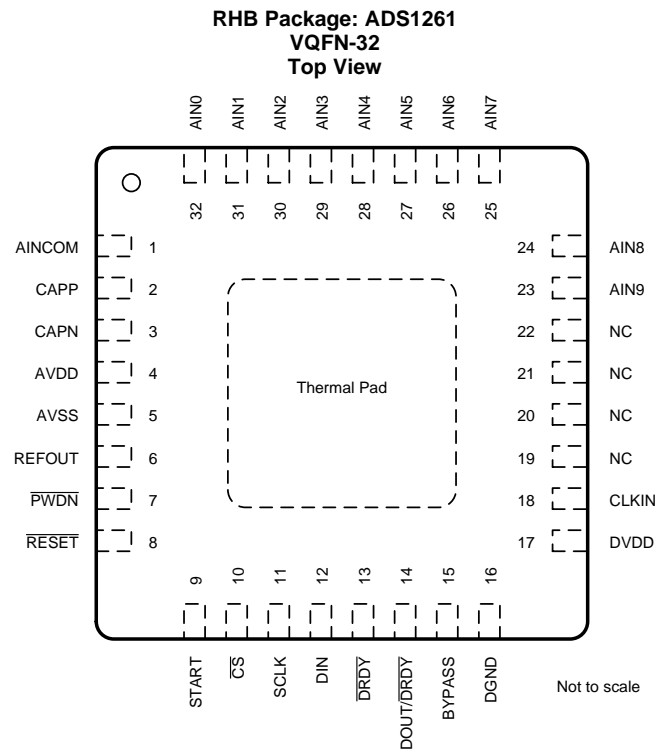 RHB Package: ADS1261
VQFN-32
Top View
AIN0
AIN1
AIN2
AIN3
AIN4
AIN5
AIN6
AIN7
32
31
30
29
28
27
26
25
AINCOM 1
CAPP 2
CAPN 3
AVDD 4
AVSS 5
REFOUT 6
PWDN 7
RESET 8
Thermal Pad
24 AIN8
23 AIN9
22 NC
21 NC
20 NC
19 NC
18 CLKIN
17 DVDD
9
10
11
12
13
14
15
16
START
CS
SCLK
DIN
DRDY
DOUT/DRDY
BYPASS
DGND
Not to scale